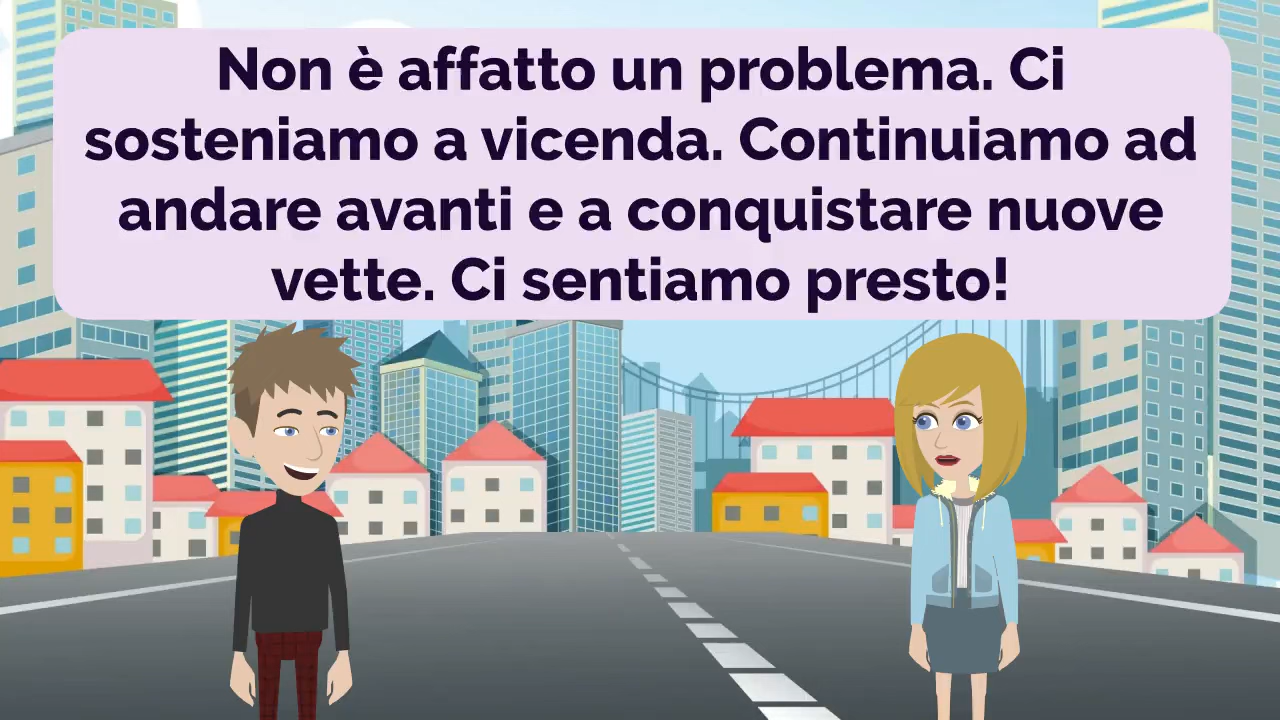 Non è affatto un problema. Ci
sosteniamo a vicenda. Continuiamo ad
andare avanti e a conquistare nuove
vette. Ci sentiamo presto!